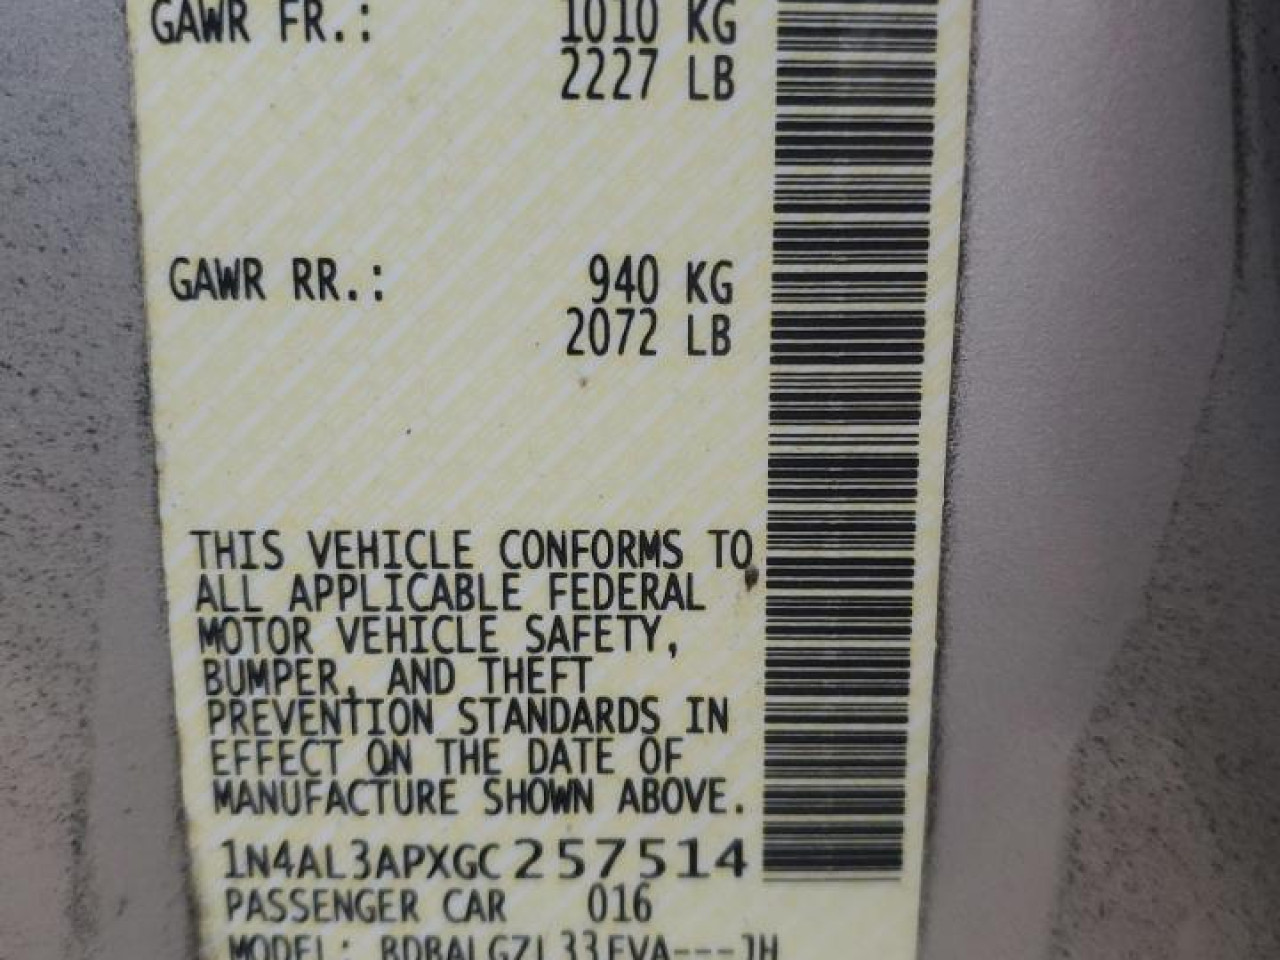 GAWR FR.: 1010 KG
2227 LB
GAWR RR.: 940 KG
2072 LB
THIS VEHICLE CONFORMS TO
ALL APPLICABLE FEDERAL
MOTOR VEHICLE SAFETY,
BUMPER, AND THEFT
PREVENTION STANDARDS IN
EFFECT ON THE DATE OF
MANUFACTURE SHOWN ABOVE.
1N4AL3APXGC257514
PASSENGER CAR 016
MODEL: